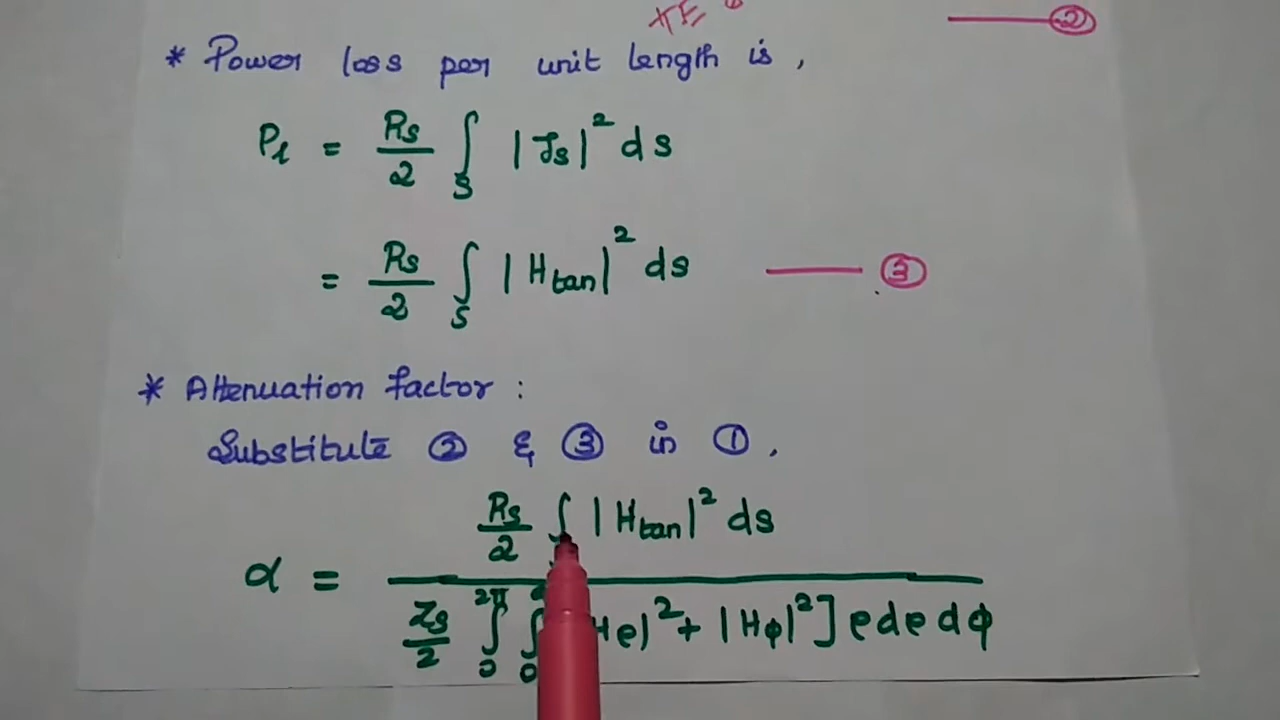 ②
* Power loss per unit length is ,
Pl = Rs/2 ∫S |Js|² ds
= Rs/2 ∫S |Htan|² ds ③
* Attenuation factor :
Substitute ② & ③ in ① .
α = Rs/2 ∫ |Htan|² ds
Zs/2 ∫0 2π ∫0 Hρ|² + |Hφ|²] ρ dρ dφ